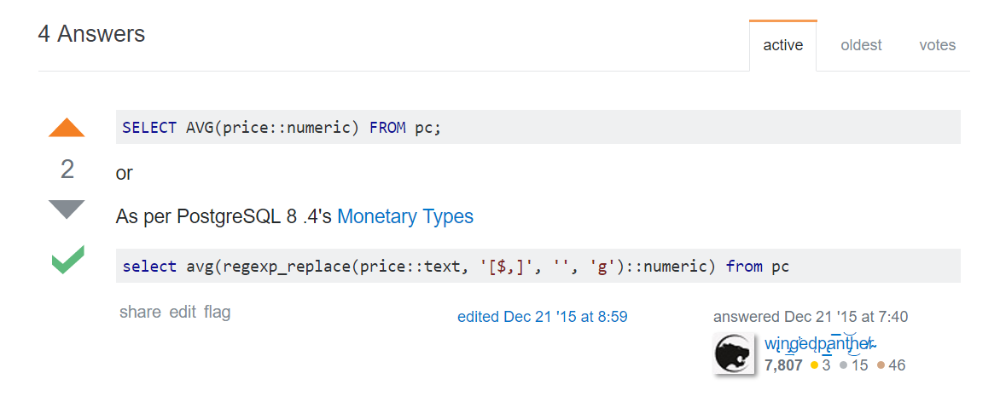 4 Answers
active oldest votes
SELECT AVG(price::numeric) FROM pc;
2
or
As per PostgreSQL 8 .4's Monetary Types
select avg(regexp_replace(price::text, '[$,]', '', 'g')::numeric) from pc
share edit flag
edited Dec 21 '15 at 8:59
answered Dec 21 '15 at 7:40
wingedpanther
7,807 3 15 46